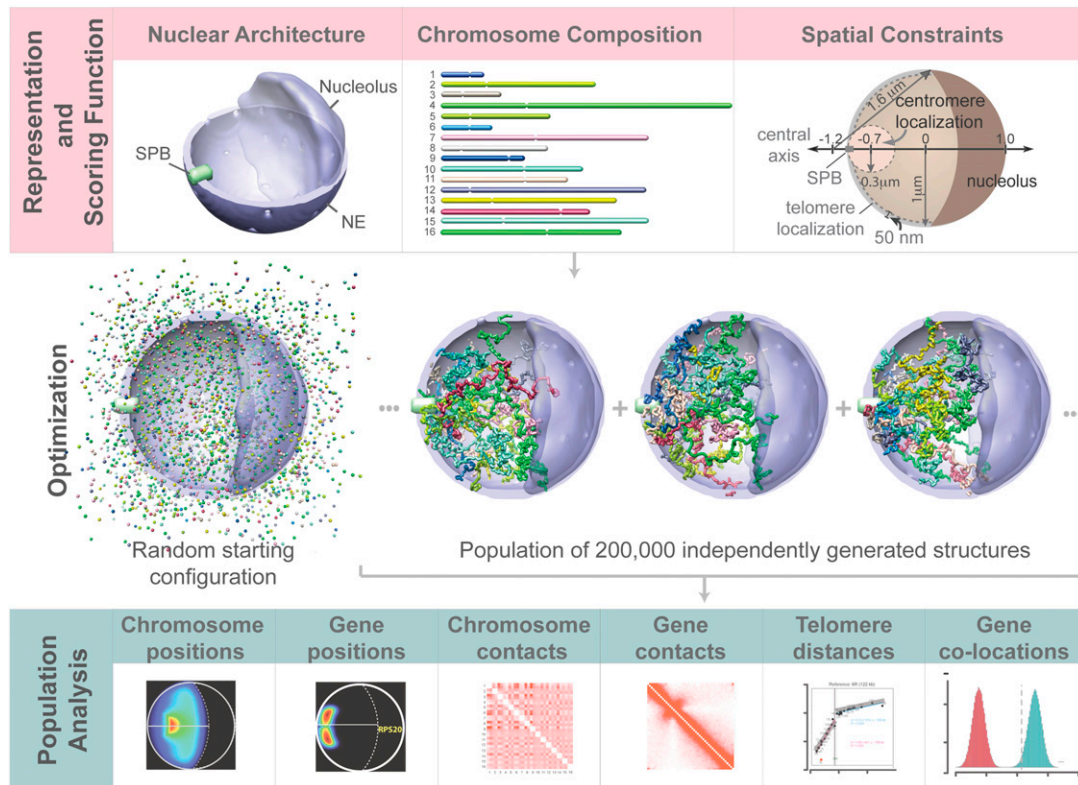 Representation
and
Scoring Function
Nuclear Architecture
Nucleolus
SPB
NE
Chromosome Composition
1
2
3
4
5
6
7
8
9
10
11
12
13
14
15
16
Spatial Constraints
1.6 μm
centromere
localization
central
axis
-1.2
-0.7
0
1.0
SPB
0.3μm
1μm
nucleolus
telomere
localization
50 nm
Optimization
...
+
+
...
Random starting
configuration
Population of 200,000 independently generated structures
Population
Analysis
Chromosome
positions
Gene
positions
RPS20
Chromosome
contacts
Gene
contacts
Telomere
distances
Gene
co-locations